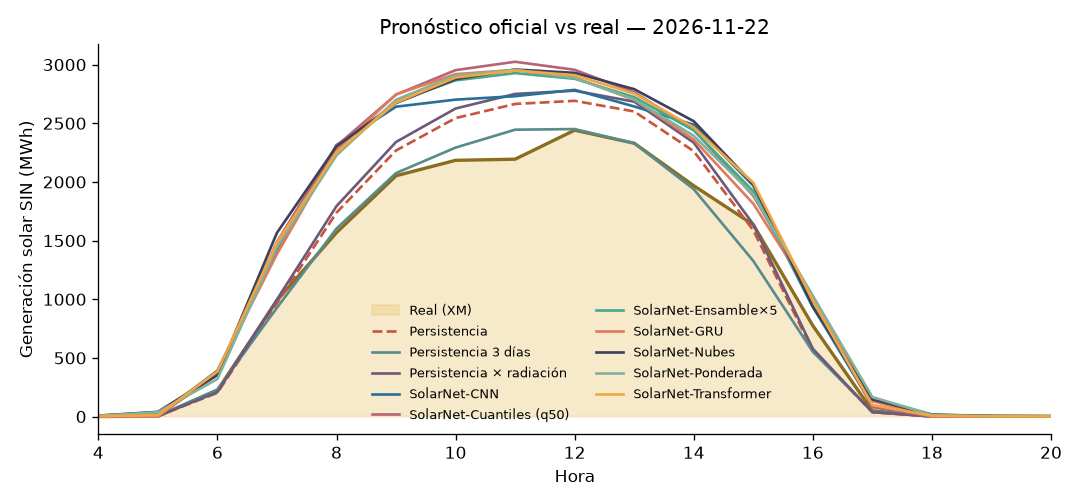 Pronóstico oficial vs real — 2026-11-22
Generación solar SIN (MWh)
3000
2500
2000
1500
1000
500
0
Real (XM)
Persistencia
Persistencia 3 días
Persistencia × radiación
SolarNet-CNN
SolarNet-Cuantiles (q50)
SolarNet-Ensamble×5
SolarNet-GRU
SolarNet-Nubes
SolarNet-Ponderada
SolarNet-Transformer
4 6 8 10 12 14 16 18 20
Hora